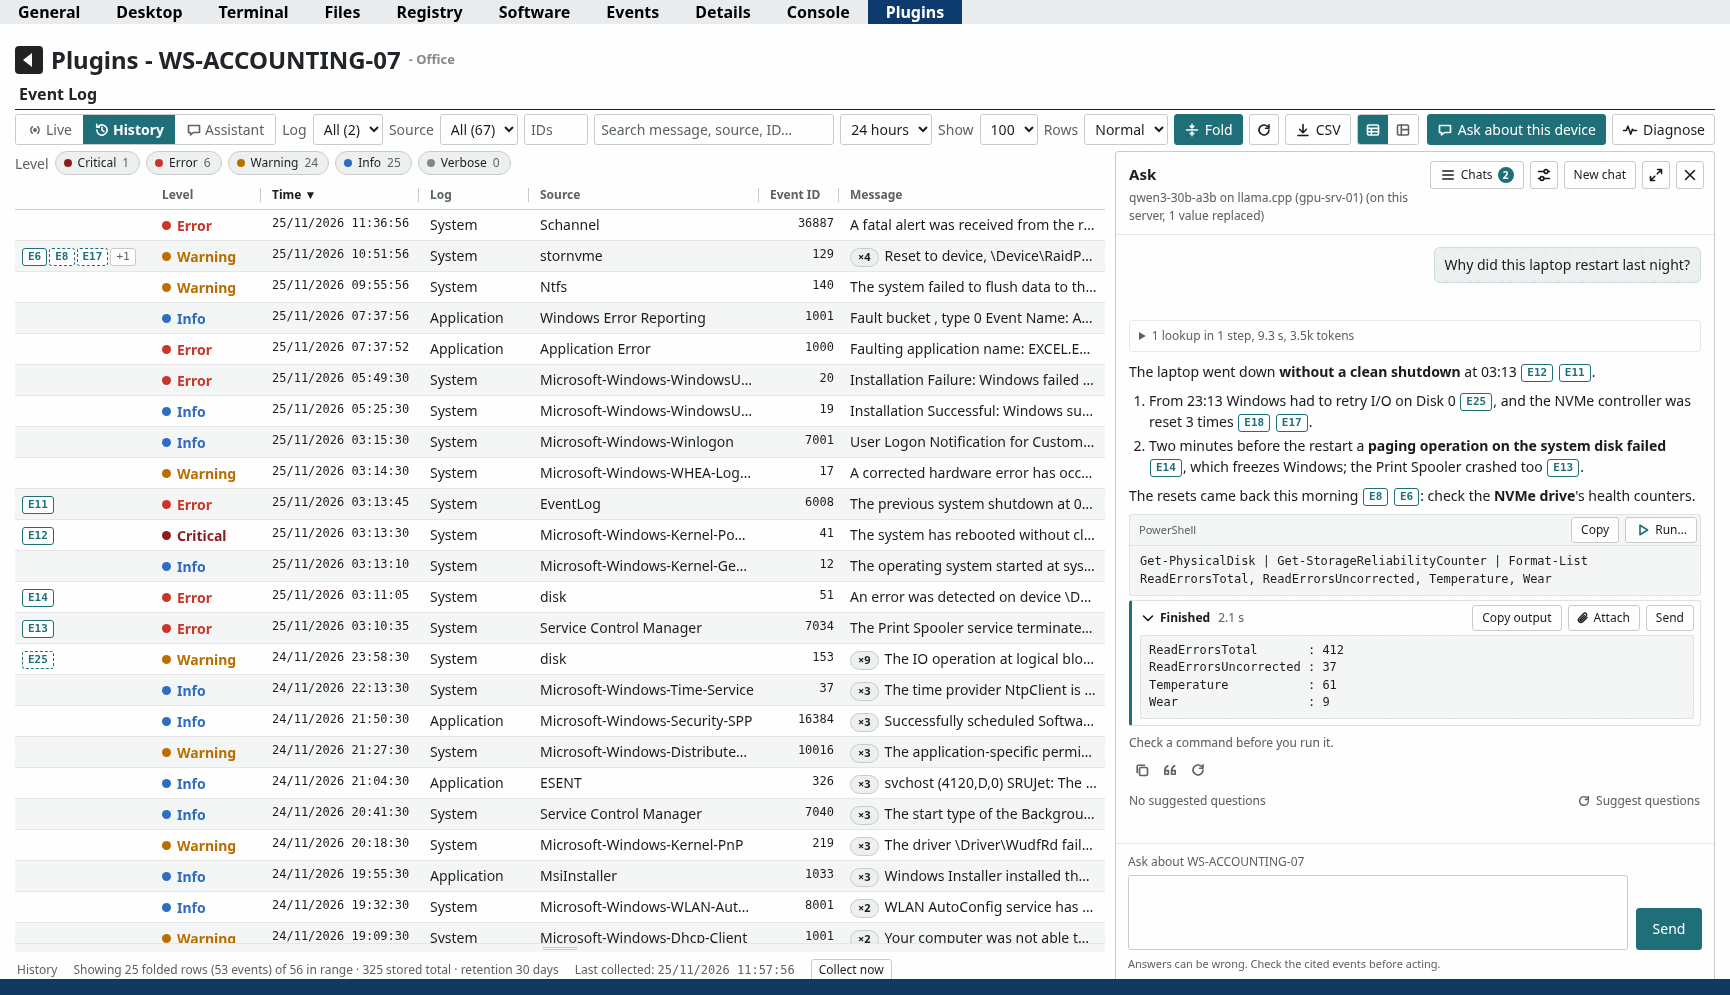 General Desktop Terminal Files Registry Software Events Details Console Plugins
Plugins - WS-ACCOUNTING-07 - Office
Event Log
Live History Assistant Log All (2) Source All (67) IDs Search message, source, ID... 24 hours Show 100 Rows Normal Fold CSV Ask about this device Diagnose
Level Critical 1 Error 6 Warning 24 Info 25 Verbose 0
Level Time ▼ Log Source Event ID Message
Error 25/11/2026 11:36:56 System Schannel 36887 A fatal alert was received from the r...
E6 E8 E17 +1 Warning 25/11/2026 10:51:56 System stornvme 129 ×4 Reset to device, \Device\RaidP...
Warning 25/11/2026 09:55:56 System Ntfs 140 The system failed to flush data to th...
Info 25/11/2026 07:37:56 Application Windows Error Reporting 1001 Fault bucket , type 0 Event Name: A...
Error 25/11/2026 07:37:52 Application Application Error 1000 Faulting application name: EXCEL.E...
Error 25/11/2026 05:49:30 System Microsoft-Windows-WindowsU... 20 Installation Failure: Windows failed ...
Info 25/11/2026 05:25:30 System Microsoft-Windows-WindowsU... 19 Installation Successful: Windows su...
Info 25/11/2026 03:15:30 System Microsoft-Windows-Winlogon 7001 User Logon Notification for Custom...
Warning 25/11/2026 03:14:30 System Microsoft-Windows-WHEA-Log... 17 A corrected hardware error has occ...
E11 Error 25/11/2026 03:13:45 System EventLog 6008 The previous system shutdown at 0...
E12 Critical 25/11/2026 03:13:30 System Microsoft-Windows-Kernel-Po... 41 The system has rebooted without cl...
Info 25/11/2026 03:13:10 System Microsoft-Windows-Kernel-Ge... 12 The operating system started at sys...
E14 Error 25/11/2026 03:11:05 System disk 51 An error was detected on device \D...
E13 Error 25/11/2026 03:10:35 System Service Control Manager 7034 The Print Spooler service terminate...
E25 Warning 24/11/2026 23:58:30 System disk 153 ×9 The IO operation at logical blo...
Info 24/11/2026 22:13:30 System Microsoft-Windows-Time-Service 37 ×3 The time provider NtpClient is ...
Info 24/11/2026 21:50:30 Application Microsoft-Windows-Security-SPP 16384 ×3 Successfully scheduled Softwa...
Warning 24/11/2026 21:27:30 System Microsoft-Windows-Distribute... 10016 ×3 The application-specific permi...
Info 24/11/2026 21:04:30 Application ESENT 326 ×3 svchost (4120,D,0) SRUJet: The ...
Info 24/11/2026 20:41:30 System Service Control Manager 7040 ×3 The start type of the Backgrou...
Warning 24/11/2026 20:18:30 System Microsoft-Windows-Kernel-PnP 219 ×3 The driver \Driver\WudfRd fail...
Info 24/11/2026 19:55:30 Application MsiInstaller 1033 ×3 Windows Installer installed th...
Info 24/11/2026 19:32:30 System Microsoft-Windows-WLAN-Aut... 8001 ×2 WLAN AutoConfig service has ...
Warning 24/11/2026 19:09:30 System Microsoft-Windows-Dhcp-Client 1001 ×2 Your computer was not able t...
History Showing 25 folded rows (53 events) of 56 in range · 325 stored total · retention 30 days Last collected: 25/11/2026 11:57:56 Collect now
Ask Chats 2 New chat
qwen3-30b-a3b on llama.cpp (gpu-srv-01) (on this
server, 1 value replaced)
Why did this laptop restart last night?
1 lookup in 1 step, 9.3 s, 3.5k tokens
The laptop went down without a clean shutdown at 03:13 E12 E11.
1. From 23:13 Windows had to retry I/O on Disk 0 E25, and the NVMe controller was
reset 3 times E18 E17.
2. Two minutes before the restart a paging operation on the system disk failed
E14, which freezes Windows; the Print Spooler crashed too E13.
The resets came back this morning E8 E6: check the NVMe drive's health counters.
PowerShell Copy Run...
Get-PhysicalDisk | Get-StorageReliabilityCounter | Format-List
ReadErrorsTotal, ReadErrorsUncorrected, Temperature, Wear
Finished 2.1 s Copy output Attach Send
ReadErrorsTotal : 412
ReadErrorsUncorrected : 37
Temperature : 61
Wear : 9
Check a command before you run it.
No suggested questions Suggest questions
Ask about WS-ACCOUNTING-07
Send
Answers can be wrong. Check the cited events before acting.